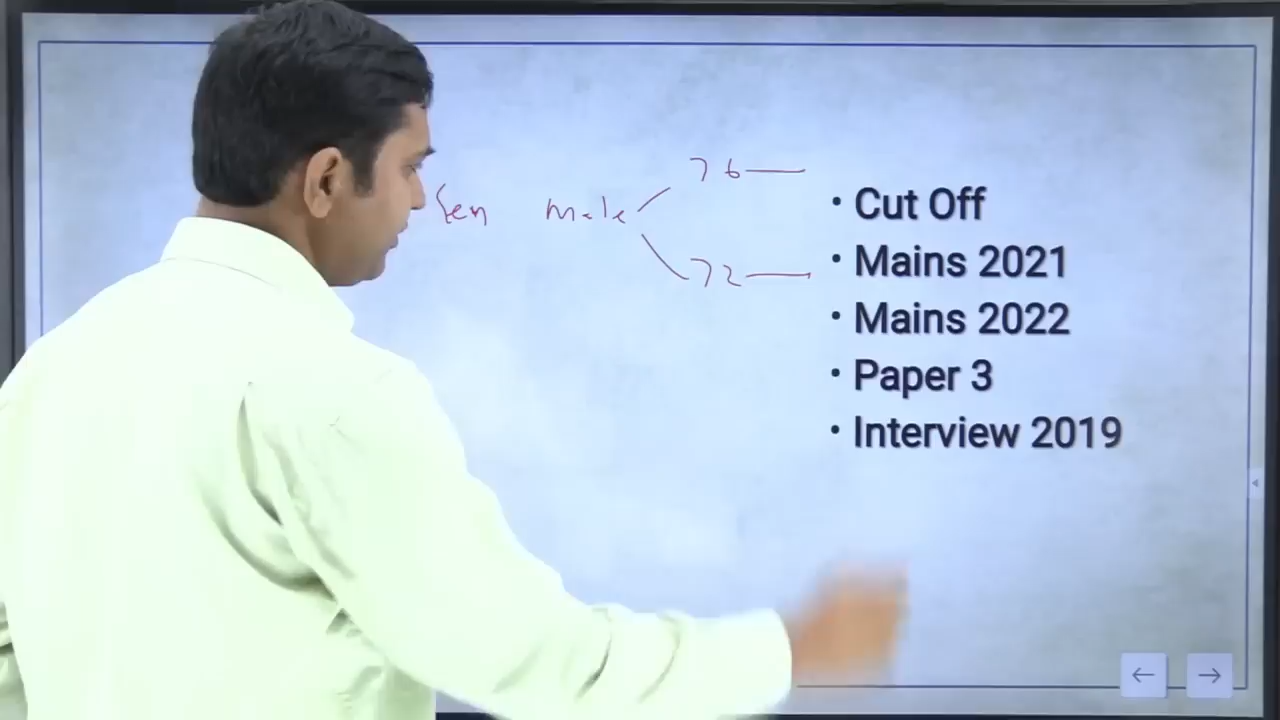 76
Gen Male
72
• Cut Off
• Mains 2021
• Mains 2022
• Paper 3
• Interview 2019